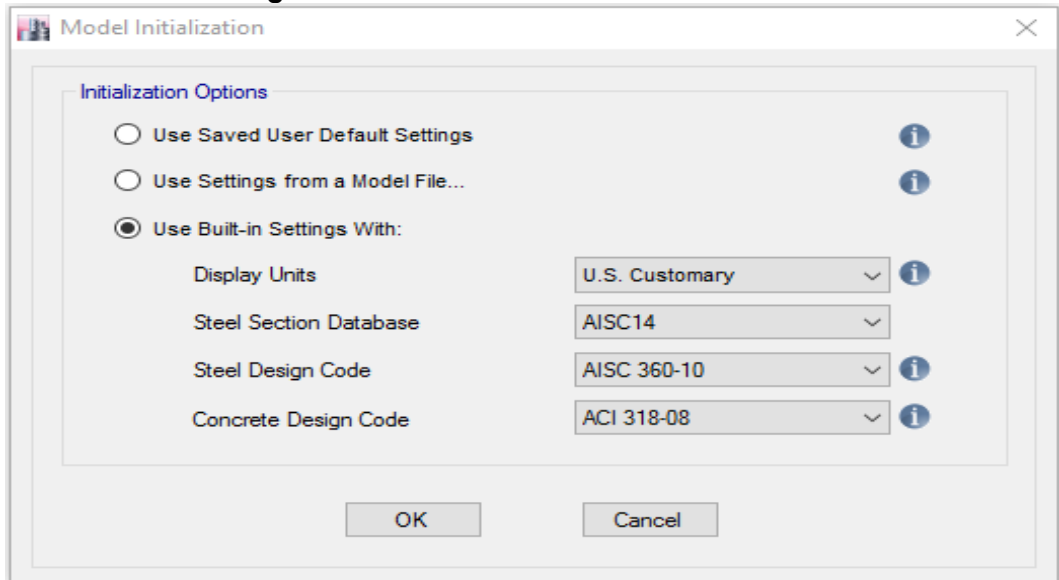 Model Initialization
Initialization Options
Use Saved User Default Settings
Use Settings from a Model File...
Use Built-in Settings With:
Display Units U.S. Customary
Steel Section Database AISC14
Steel Design Code AISC 360-10
Concrete Design Code ACI 318-08
OK Cancel